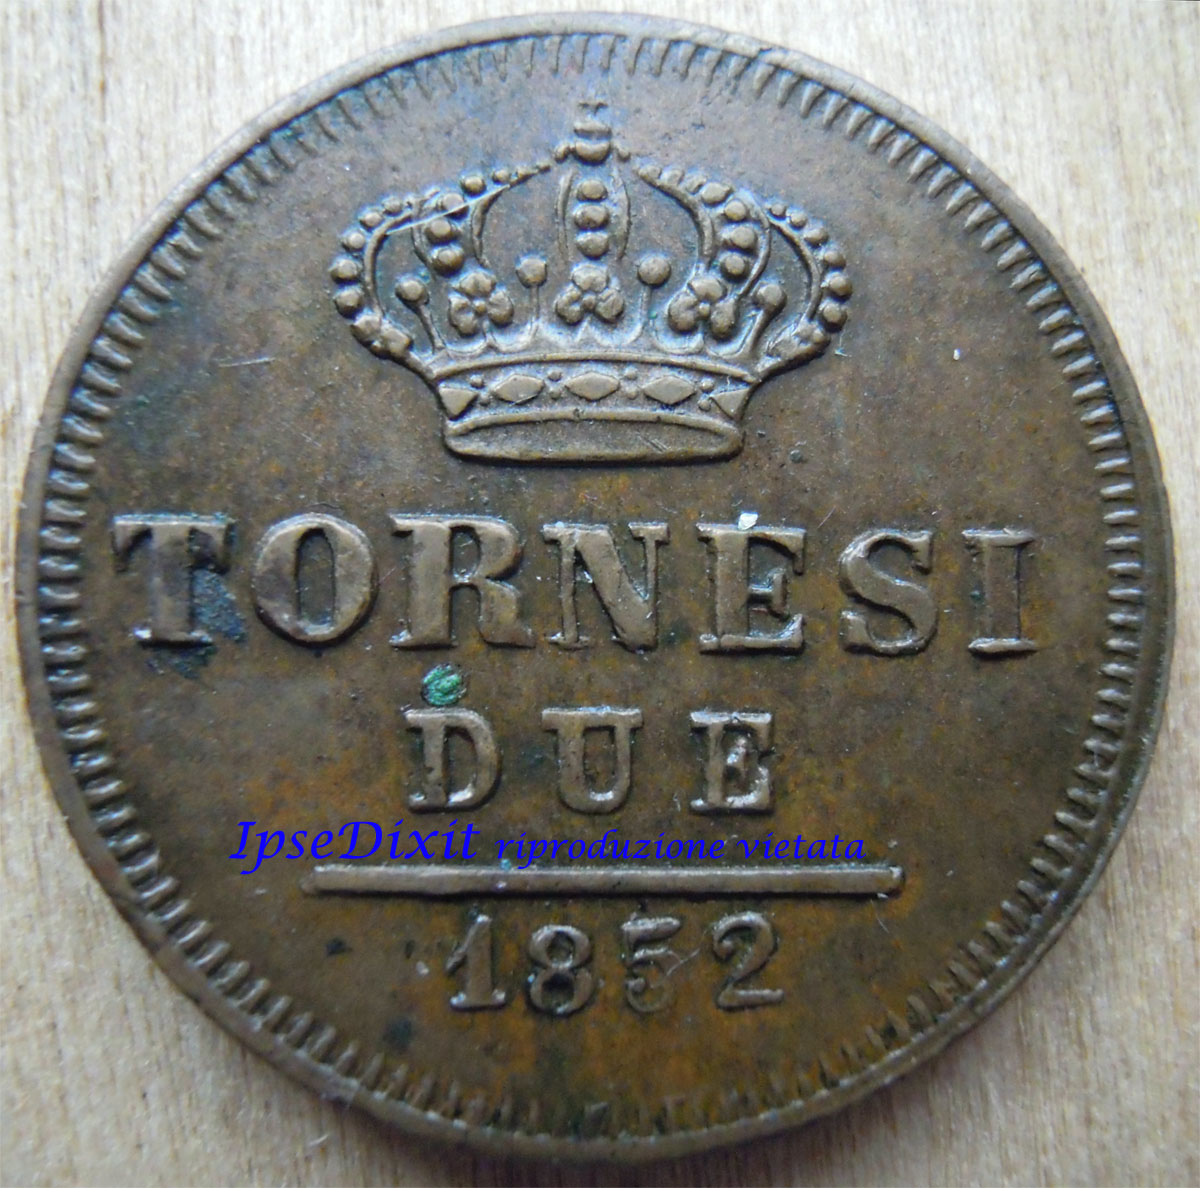 TORNESI
DUE
IpseDixit riproduzione vietata
1852